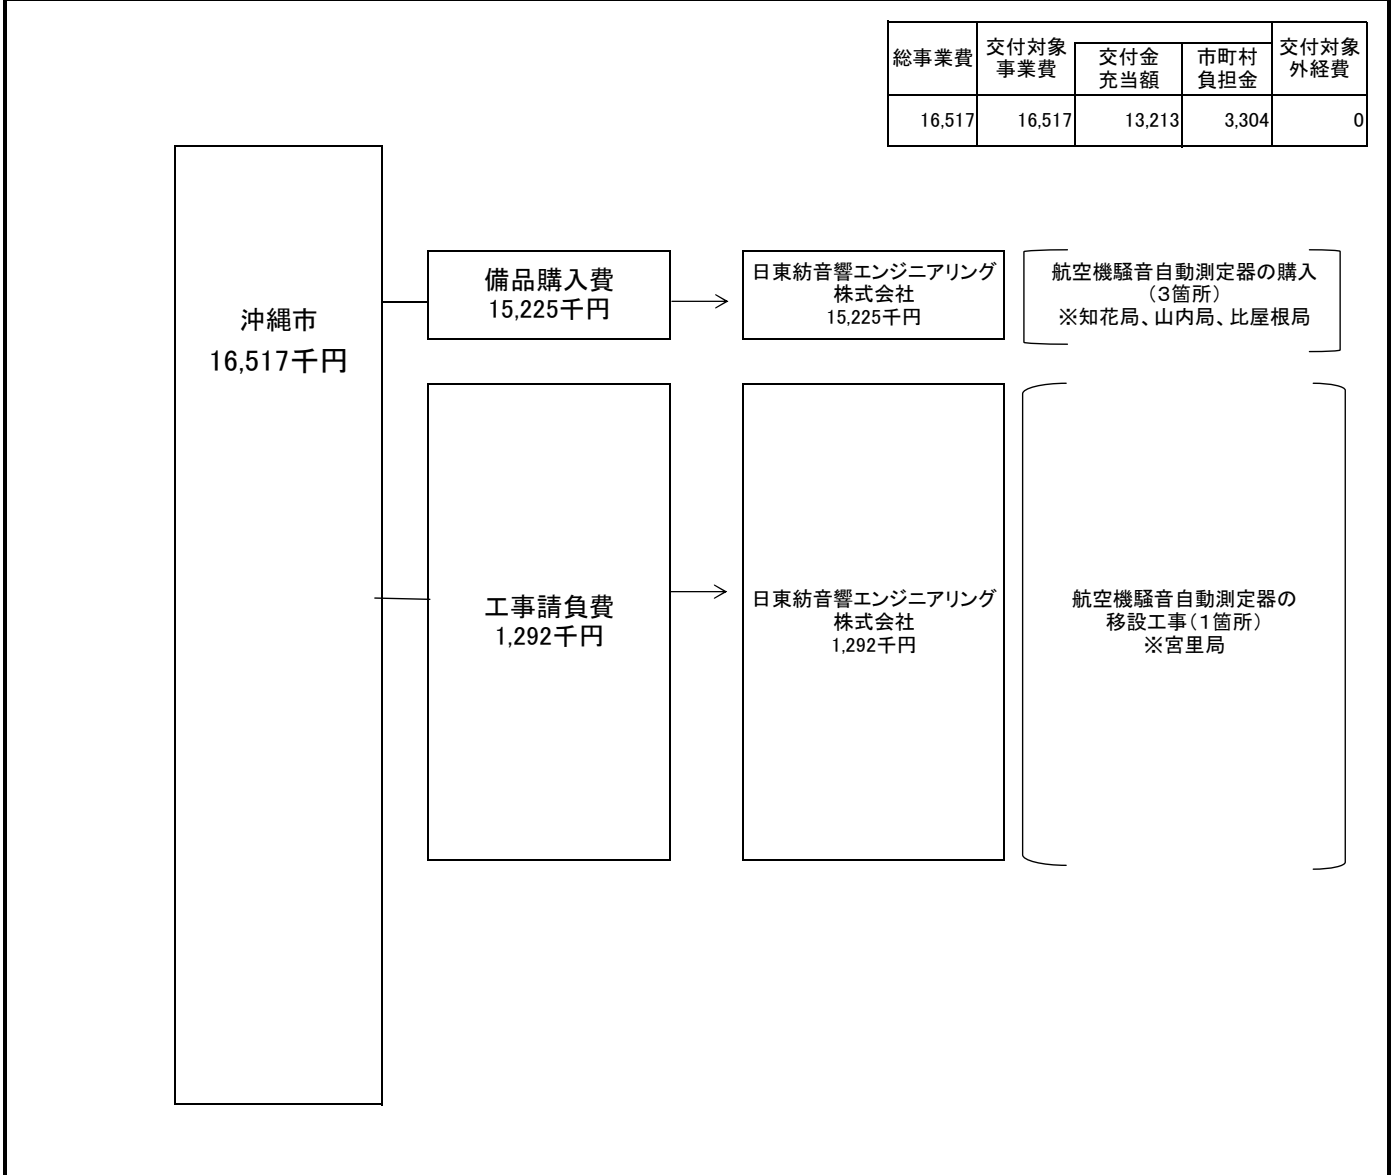 総事業費
交付対象
事業費
交付金
充当額
市町村
負担金
交付対象
外経費
16,517
16,517
13,213
3,304
0
沖縄市
16,517千円
備品購入費
15,225千円
日東紡音響エンジニアリング
株式会社
15,225千円
航空機騒音自動測定器の購入
（3箇所）
※知花局、山内局、比屋根局
工事請負費
1,292千円
日東紡音響エンジニアリング
株式会社
1,292千円
航空機騒音自動測定器の
移設工事（1箇所）
※宮里局